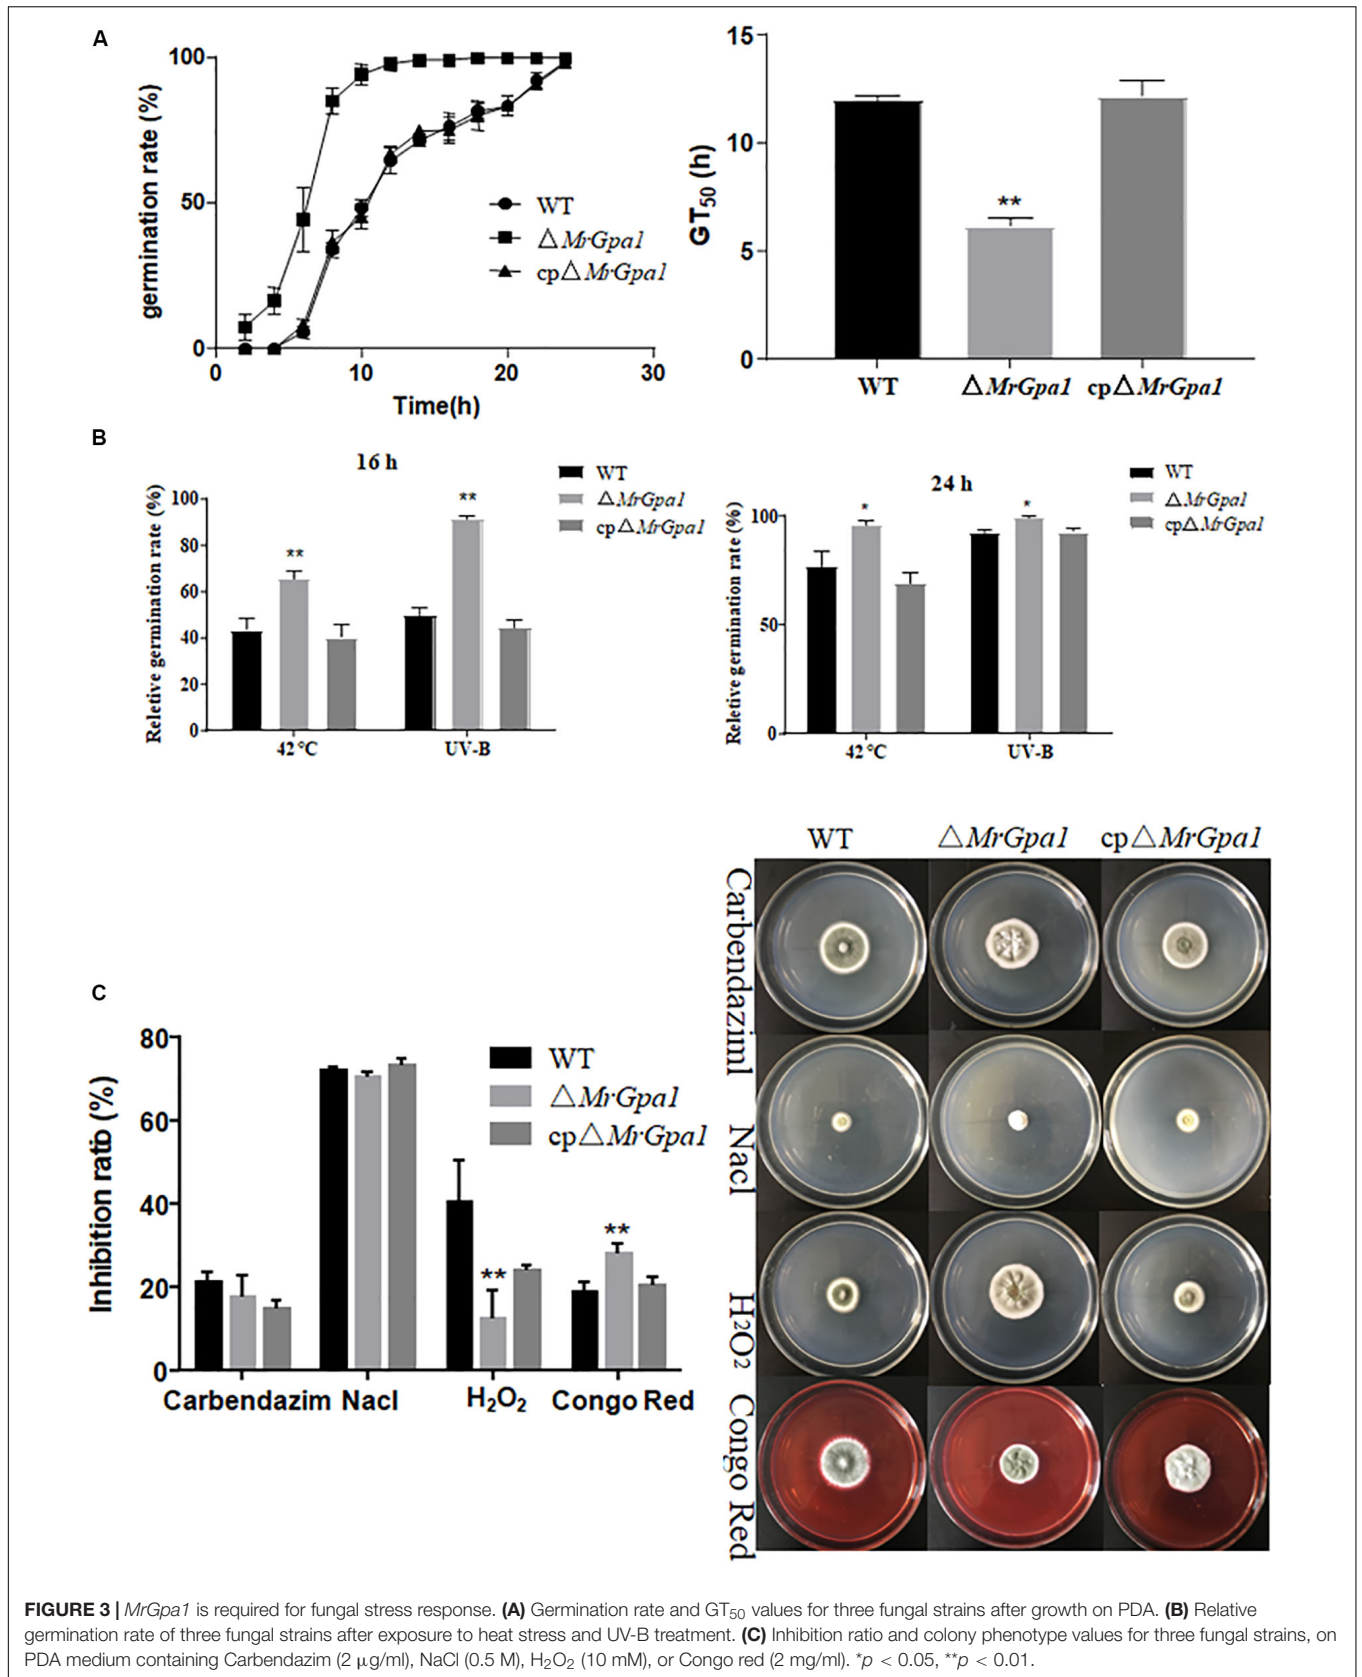 A
100
50
0
germination rate (%)
0 10 20 30
Time(h)
WT
△MrGpa1
cp△MrGpa1
15
10
5
0
GT50 (h)
**
WT △MrGpa1 cp△MrGpa1
B
16 h
Reletive germination rate (%)
100
80
60
40
20
0
**
**
42°C UV-B
WT
△MrGpa1
cp△MrGpa1
24 h
Reletive germination rate (%)
100
50
0
*
*
42°C UV-B
WT
△MrGpa1
cp△MrGpa1
C
80
60
40
20
0
Inhibition ratio (%)
WT
△MrGpa1
cp△MrGpa1
**
**
Carbendazim Nacl H2O2 Congo Red
WT △MrGpa1 cp△MrGpa1
Carbendaziml
Nacl
H2O2
Congo Red
FIGURE 3 | MrGpa1 is required for fungal stress response. (A) Germination rate and GT50 values for three fungal strains after growth on PDA. (B) Relative
germination rate of three fungal strains after exposure to heat stress and UV-B treatment. (C) Inhibition ratio and colony phenotype values for three fungal strains, on
PDA medium containing Carbendazim (2 μg/ml), NaCl (0.5 M), H2O2 (10 mM), or Congo red (2 mg/ml). *p < 0.05, **p < 0.01.